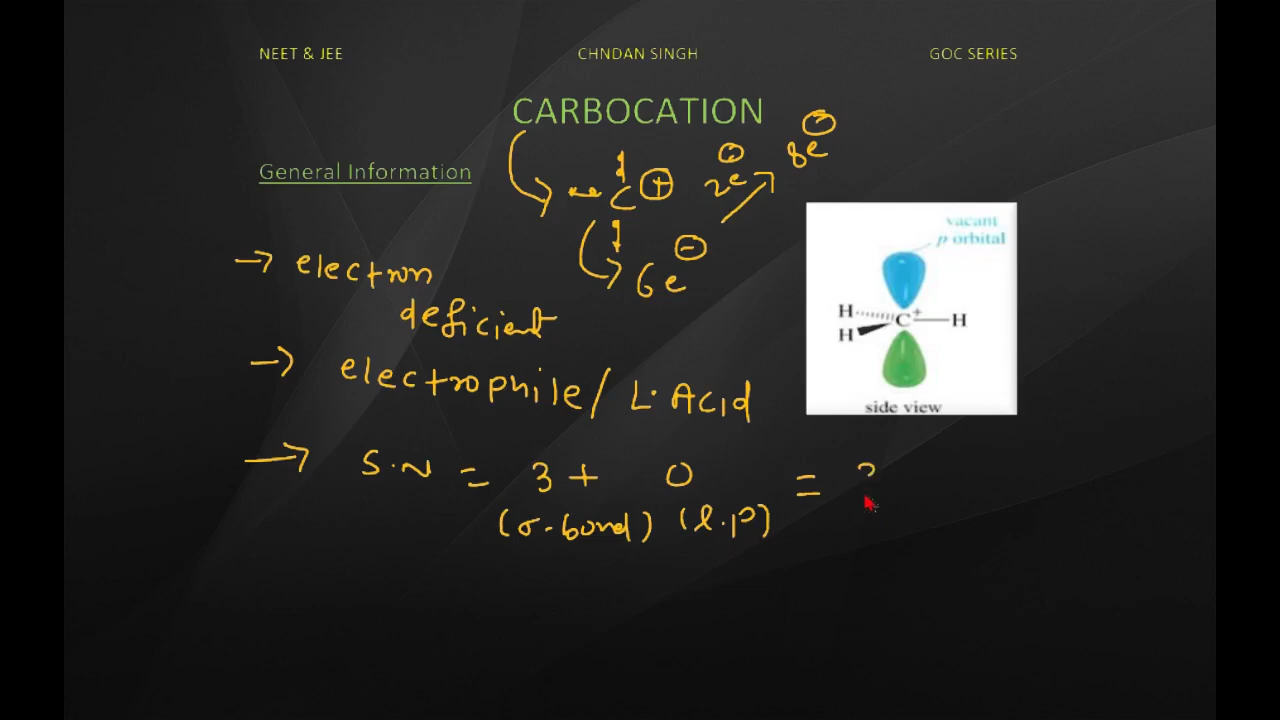 NEET & JEE CHNDAN SINGH GOC SERIES
CARBOCATION
General Information
C⊕ 2e⊖ 8e⊖
6e⊖
→ electron
deficient
→ electrophile/L.Acid
→ S.N = 3 + 0 =
(σ-bond) (l.p)
vacant
p orbital
H
C+ H
H
side view